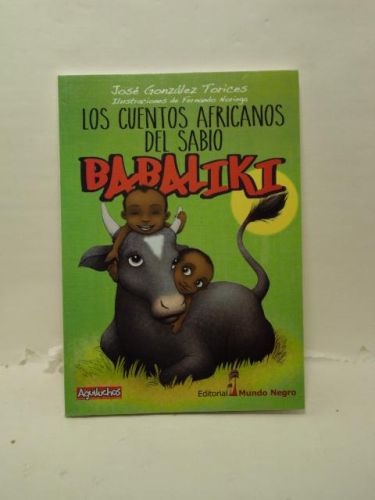 José González Torices
Ilustraciones de Fernando Noriega
LOS CUENTOS AFRICANOS
DEL SABIO
BABALIKI
Aguiluchos
Editorial Mundo Negro